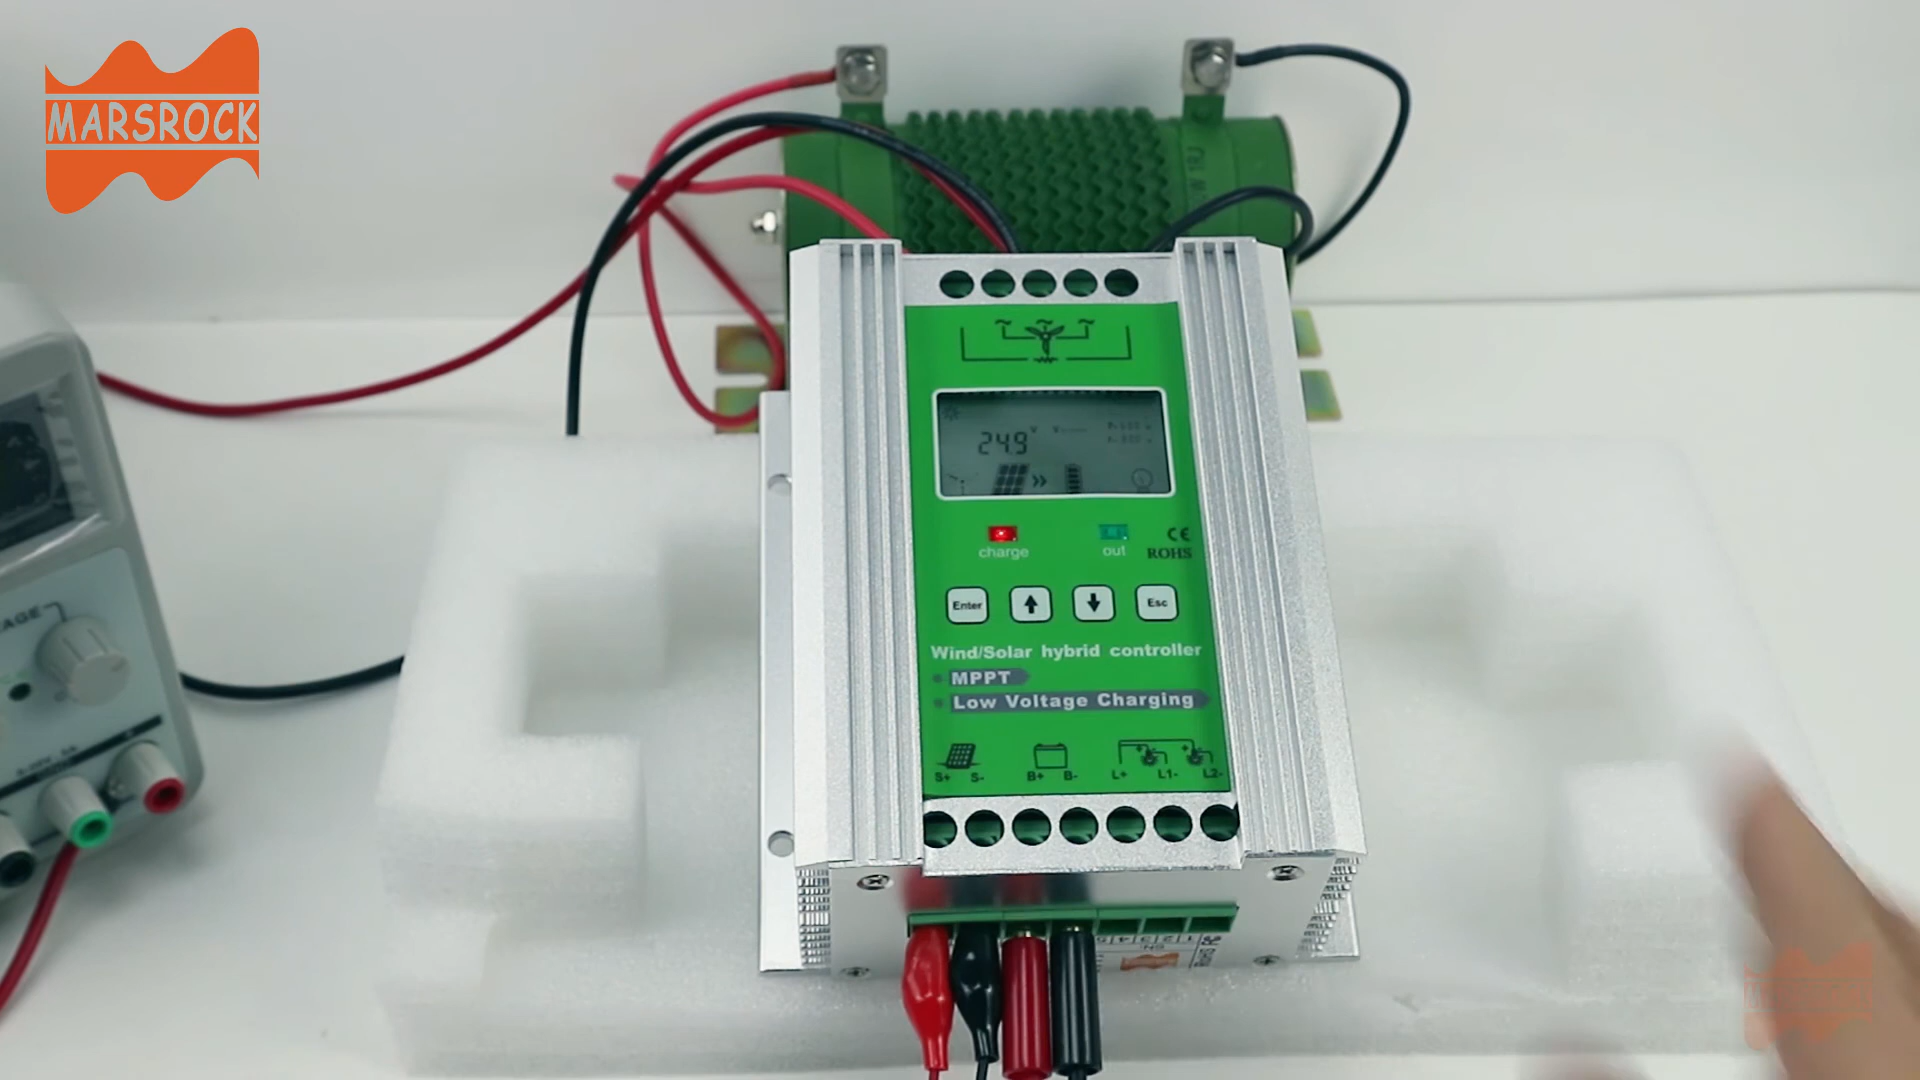 MARSROCK
24.9 V
charge
out
CE
ROHS
Enter
Esc
Wind/Solar hybrid controller
MPPT
Low Voltage Charging
S+ S- B+ B- L+ L1- L2-
MARSROCK